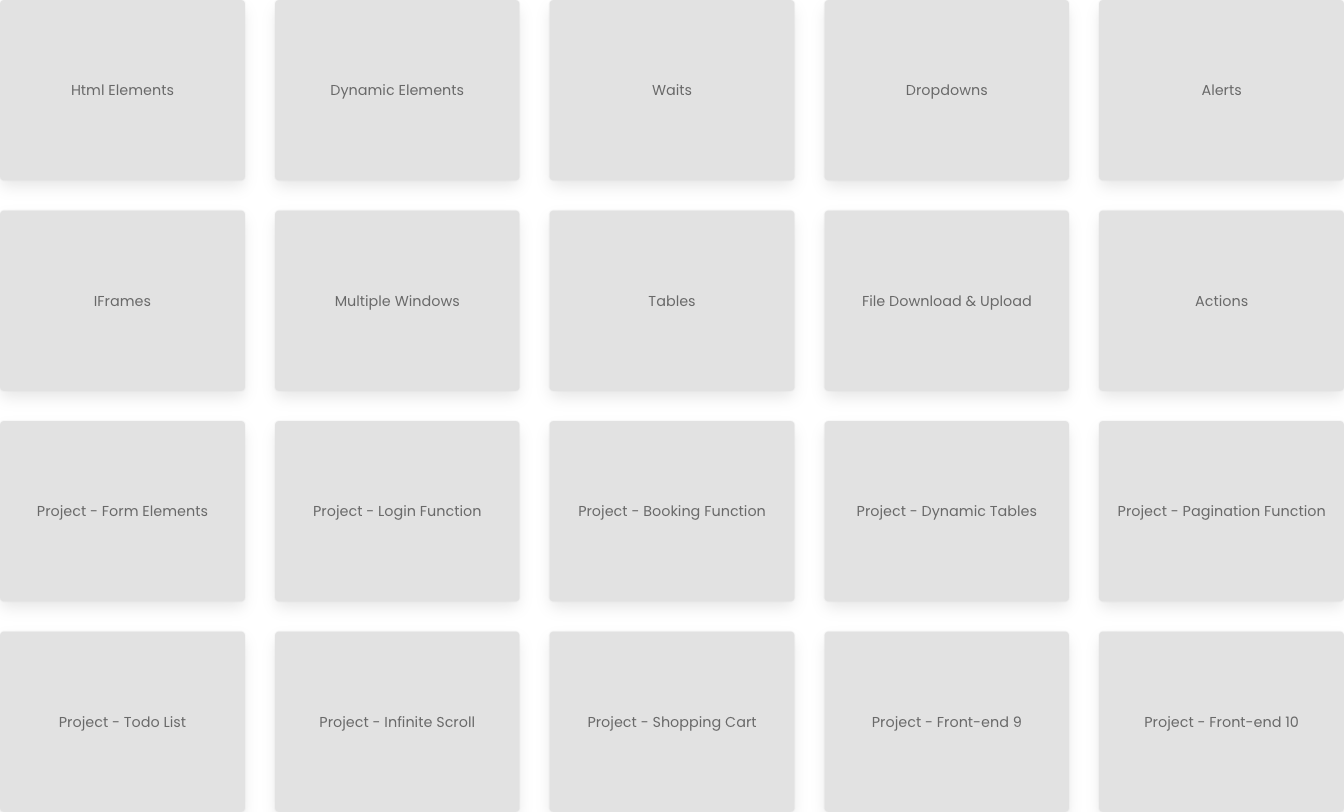 Html Elements
Dynamic Elements
Waits
Dropdowns
Alerts
IFrames
Multiple Windows
Tables
File Download & Upload
Actions
Project - Form Elements
Project - Login Function
Project - Booking Function
Project - Dynamic Tables
Project - Pagination Function
Project - Todo List
Project - Infinite Scroll
Project - Shopping Cart
Project - Front-end 9
Project - Front-end 10